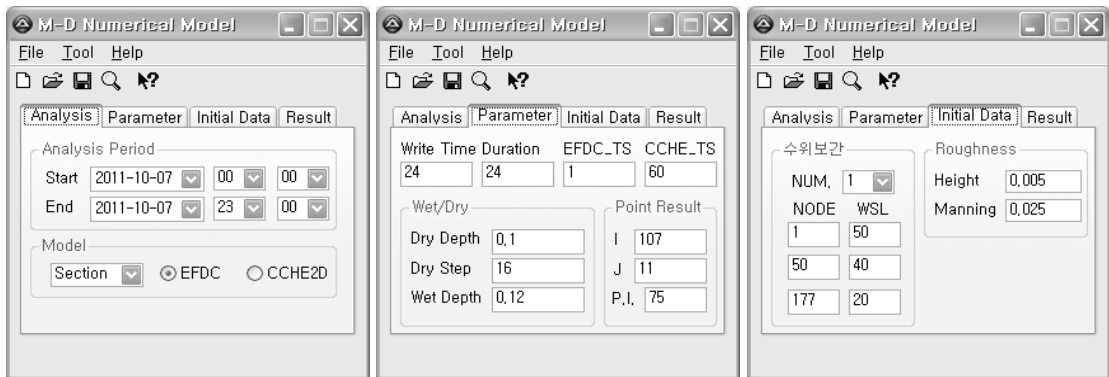 M-D Numerical Model
File Tool Help
Analysis Parameter Initial Data Result
Analysis Period
Start 2011-10-07 00 00
End 2011-10-07 23 00
Model
Section EFDC CCHE2D
M-D Numerical Model
File Tool Help
Analysis Parameter Initial Data Result
Write Time Duration EFDC_TS CCHE_TS
24 24 1 60
Wet/Dry
Dry Depth 0.1
Dry Step 16
Wet Depth 0.12
Point Result
I 107
J 11
P.I. 75
M-D Numerical Model
File Tool Help
Analysis Parameter Initial Data Result
수위보간
NUM. 1
NODE WSL
1 50
50 40
177 20
Roughness
Height 0.005
Manning 0.025